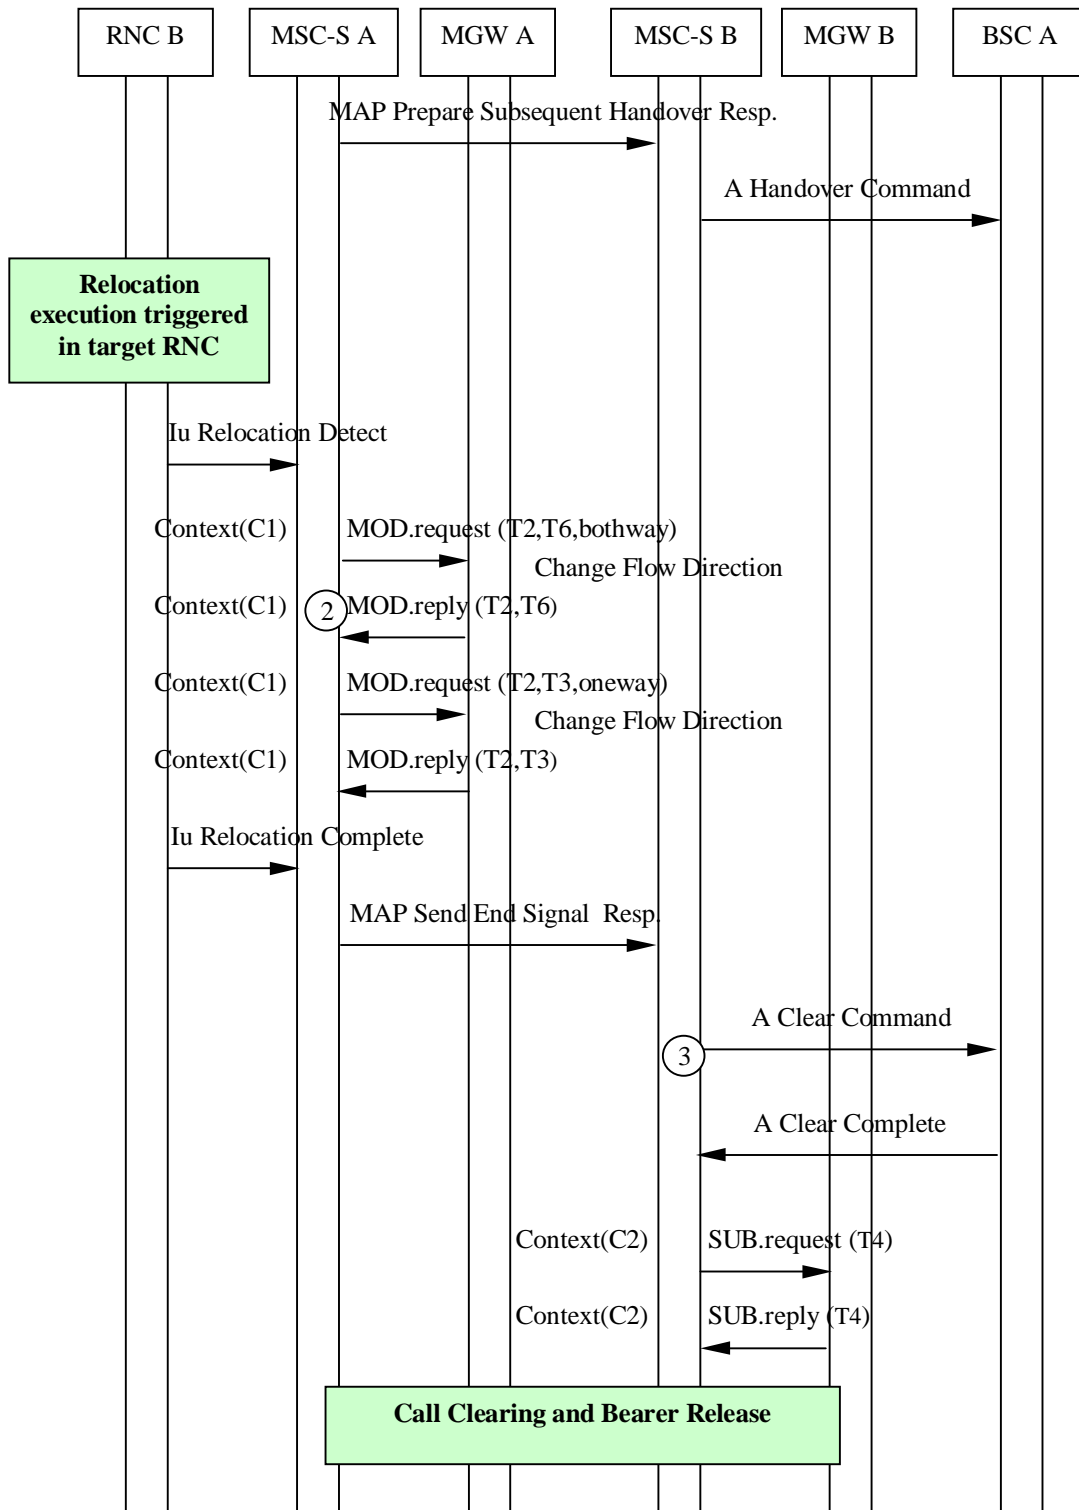 RNC B
MSC-S A
MGW A
MSC-S B
MGW B
BSC A
MAP Prepare Subsequent Handover Resp.
A Handover Command
Relocation
execution triggered
in target RNC
Iu Relocation Detect
Context(C1)
MOD.request (T2,T6,bothway)
Change Flow Direction
Context(C1)
2
MOD.reply (T2,T6)
Context(C1)
MOD.request (T2,T3,oneway)
Change Flow Direction
Context(C1)
MOD.reply (T2,T3)
Iu Relocation Complete
MAP Send End Signal Resp.
A Clear Command
3
A Clear Complete
Context(C2)
SUB.request (T4)
Context(C2)
SUB.reply (T4)
Call Clearing and Bearer Release